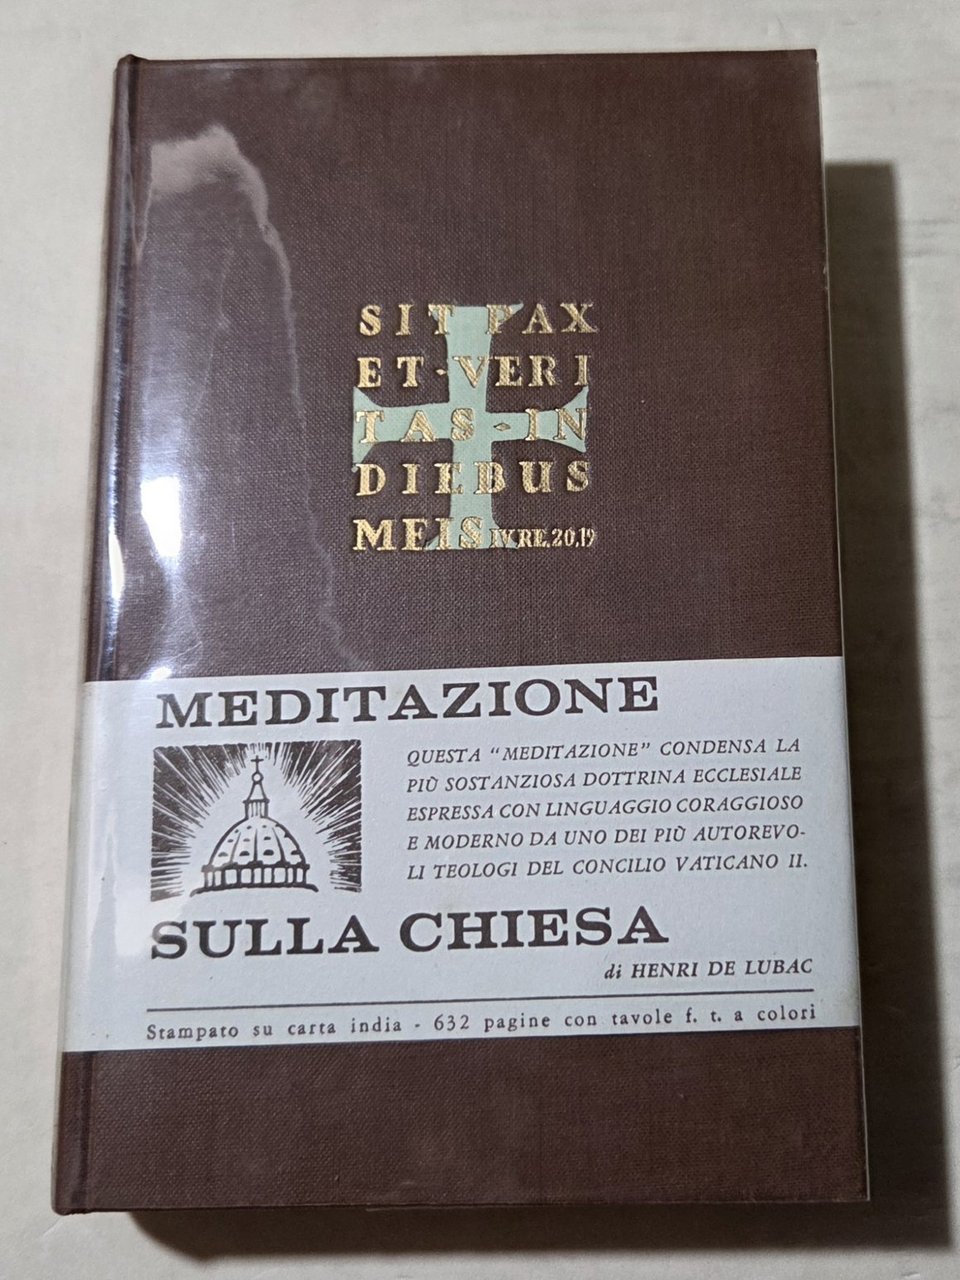 SIT PAX
ET·VERI
TAS·IN
DIEBUS
MEIS IV RE. 20,19
MEDITAZIONE
QUESTA “MEDITAZIONE” CONDENSA LA
PIÙ SOSTANZIOSA DOTTRINA ECCLESIALE
ESPRESSA CON LINGUAGGIO CORAGGIOSO
E MODERNO DA UNO DEI PIÙ AUTOREVO-
LI TEOLOGI DEL CONCILIO VATICANO II.
SULLA CHIESA
di HENRI DE LUBAC
Stampato su carta india - 632 pagine con tavole f. t. a colori